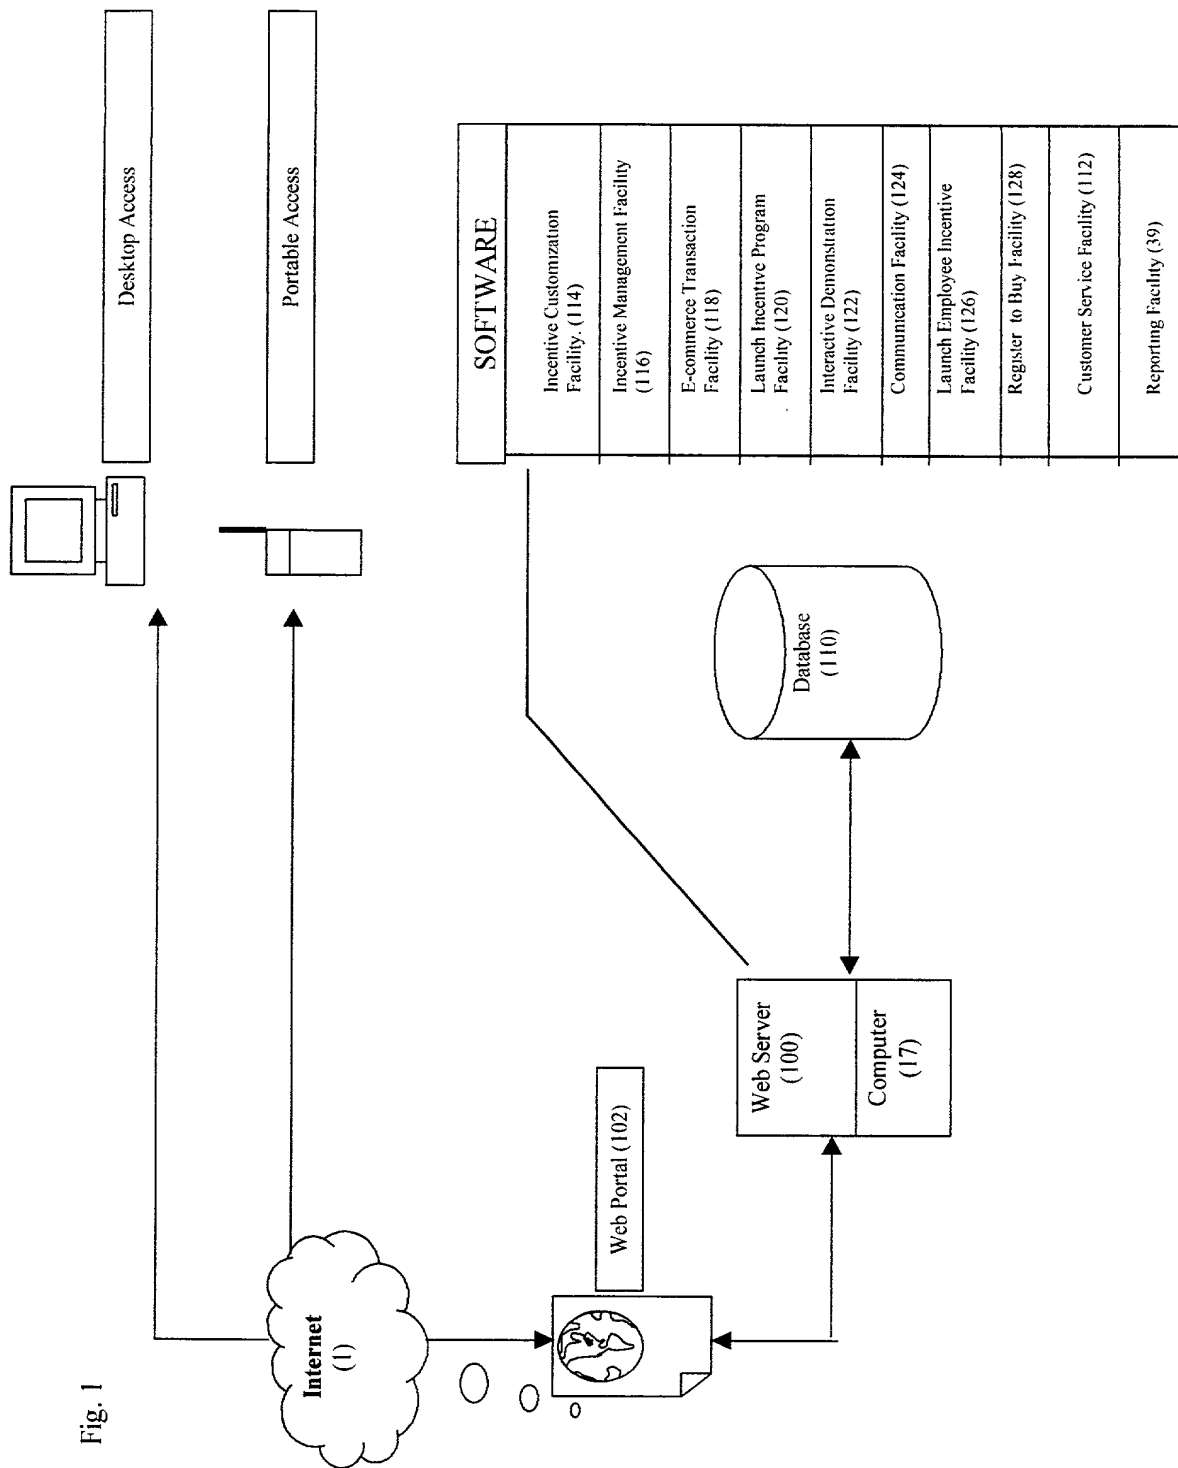 Fig. 1
Desktop Access
Portable Access
Internet
(1)
Web Portal (102)
Web Server
(100)
Computer
(17)
Database
(110)
SOFTWARE
Incentive Customization
Facility. (114)
Incentive Management Facility
(116)
E-commerce Transaction
Facility (118)
Launch Incentive Program
Facility (120)
Interactive Demonstration
Facility (122)
Communication Facility (124)
Launch Employee Incentive
Facility (126)
Register to Buy Facility (128)
Customer Service Facility (112)
Reporting Facility (39)